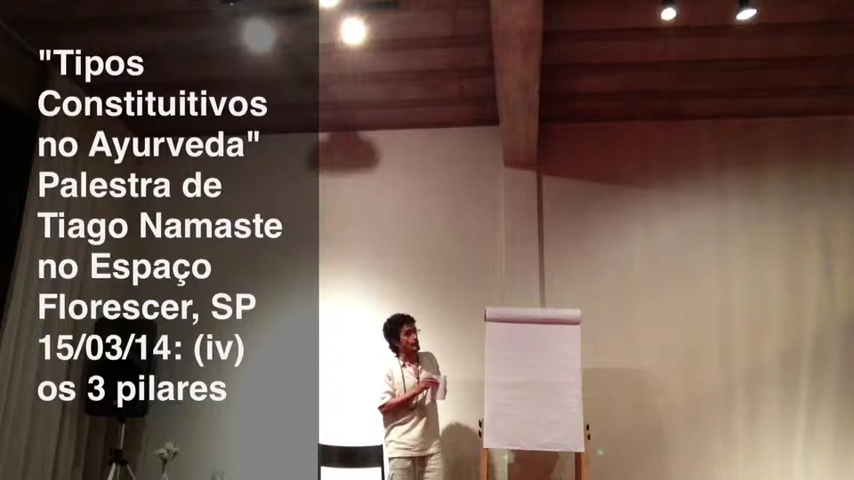 "Tipos
Constituitivos
no Ayurveda"
Palestra de
Tiago Namaste
no Espaço
Florescer, SP
15/03/14: (iv)
os 3 pilares